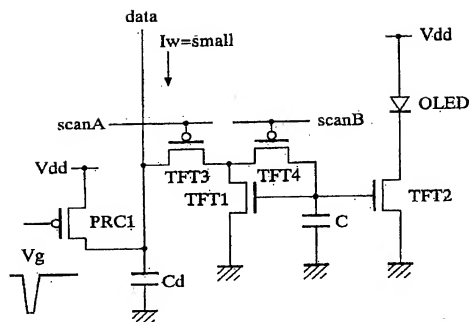 data
Iw=small
Vdd
OLED
scanA
scanB
TFT3
TFT4
Vdd
TFT1
TFT2
PRC1
C
Vg
Cd